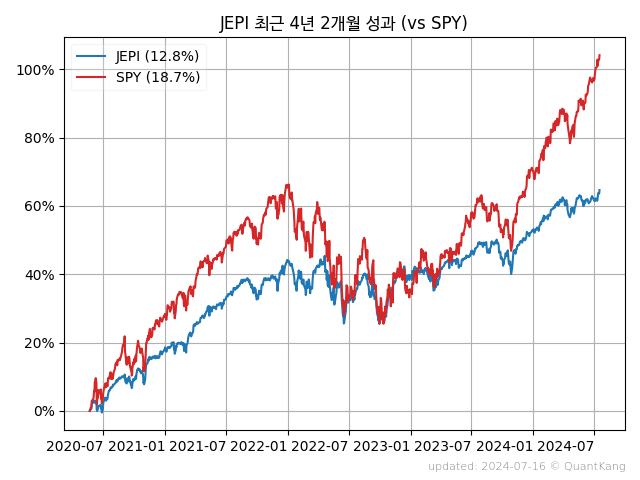 JEPI 최근 4년 2개월 성과 (vs SPY)
JEPI (12.8%)
SPY (18.7%)
100%
80%
60%
40%
20%
0%
2020-07 2021-01 2021-07 2022-01 2022-07 2023-01 2023-07 2024-01 2024-07
updated: 2024-07-16 © QuantKang